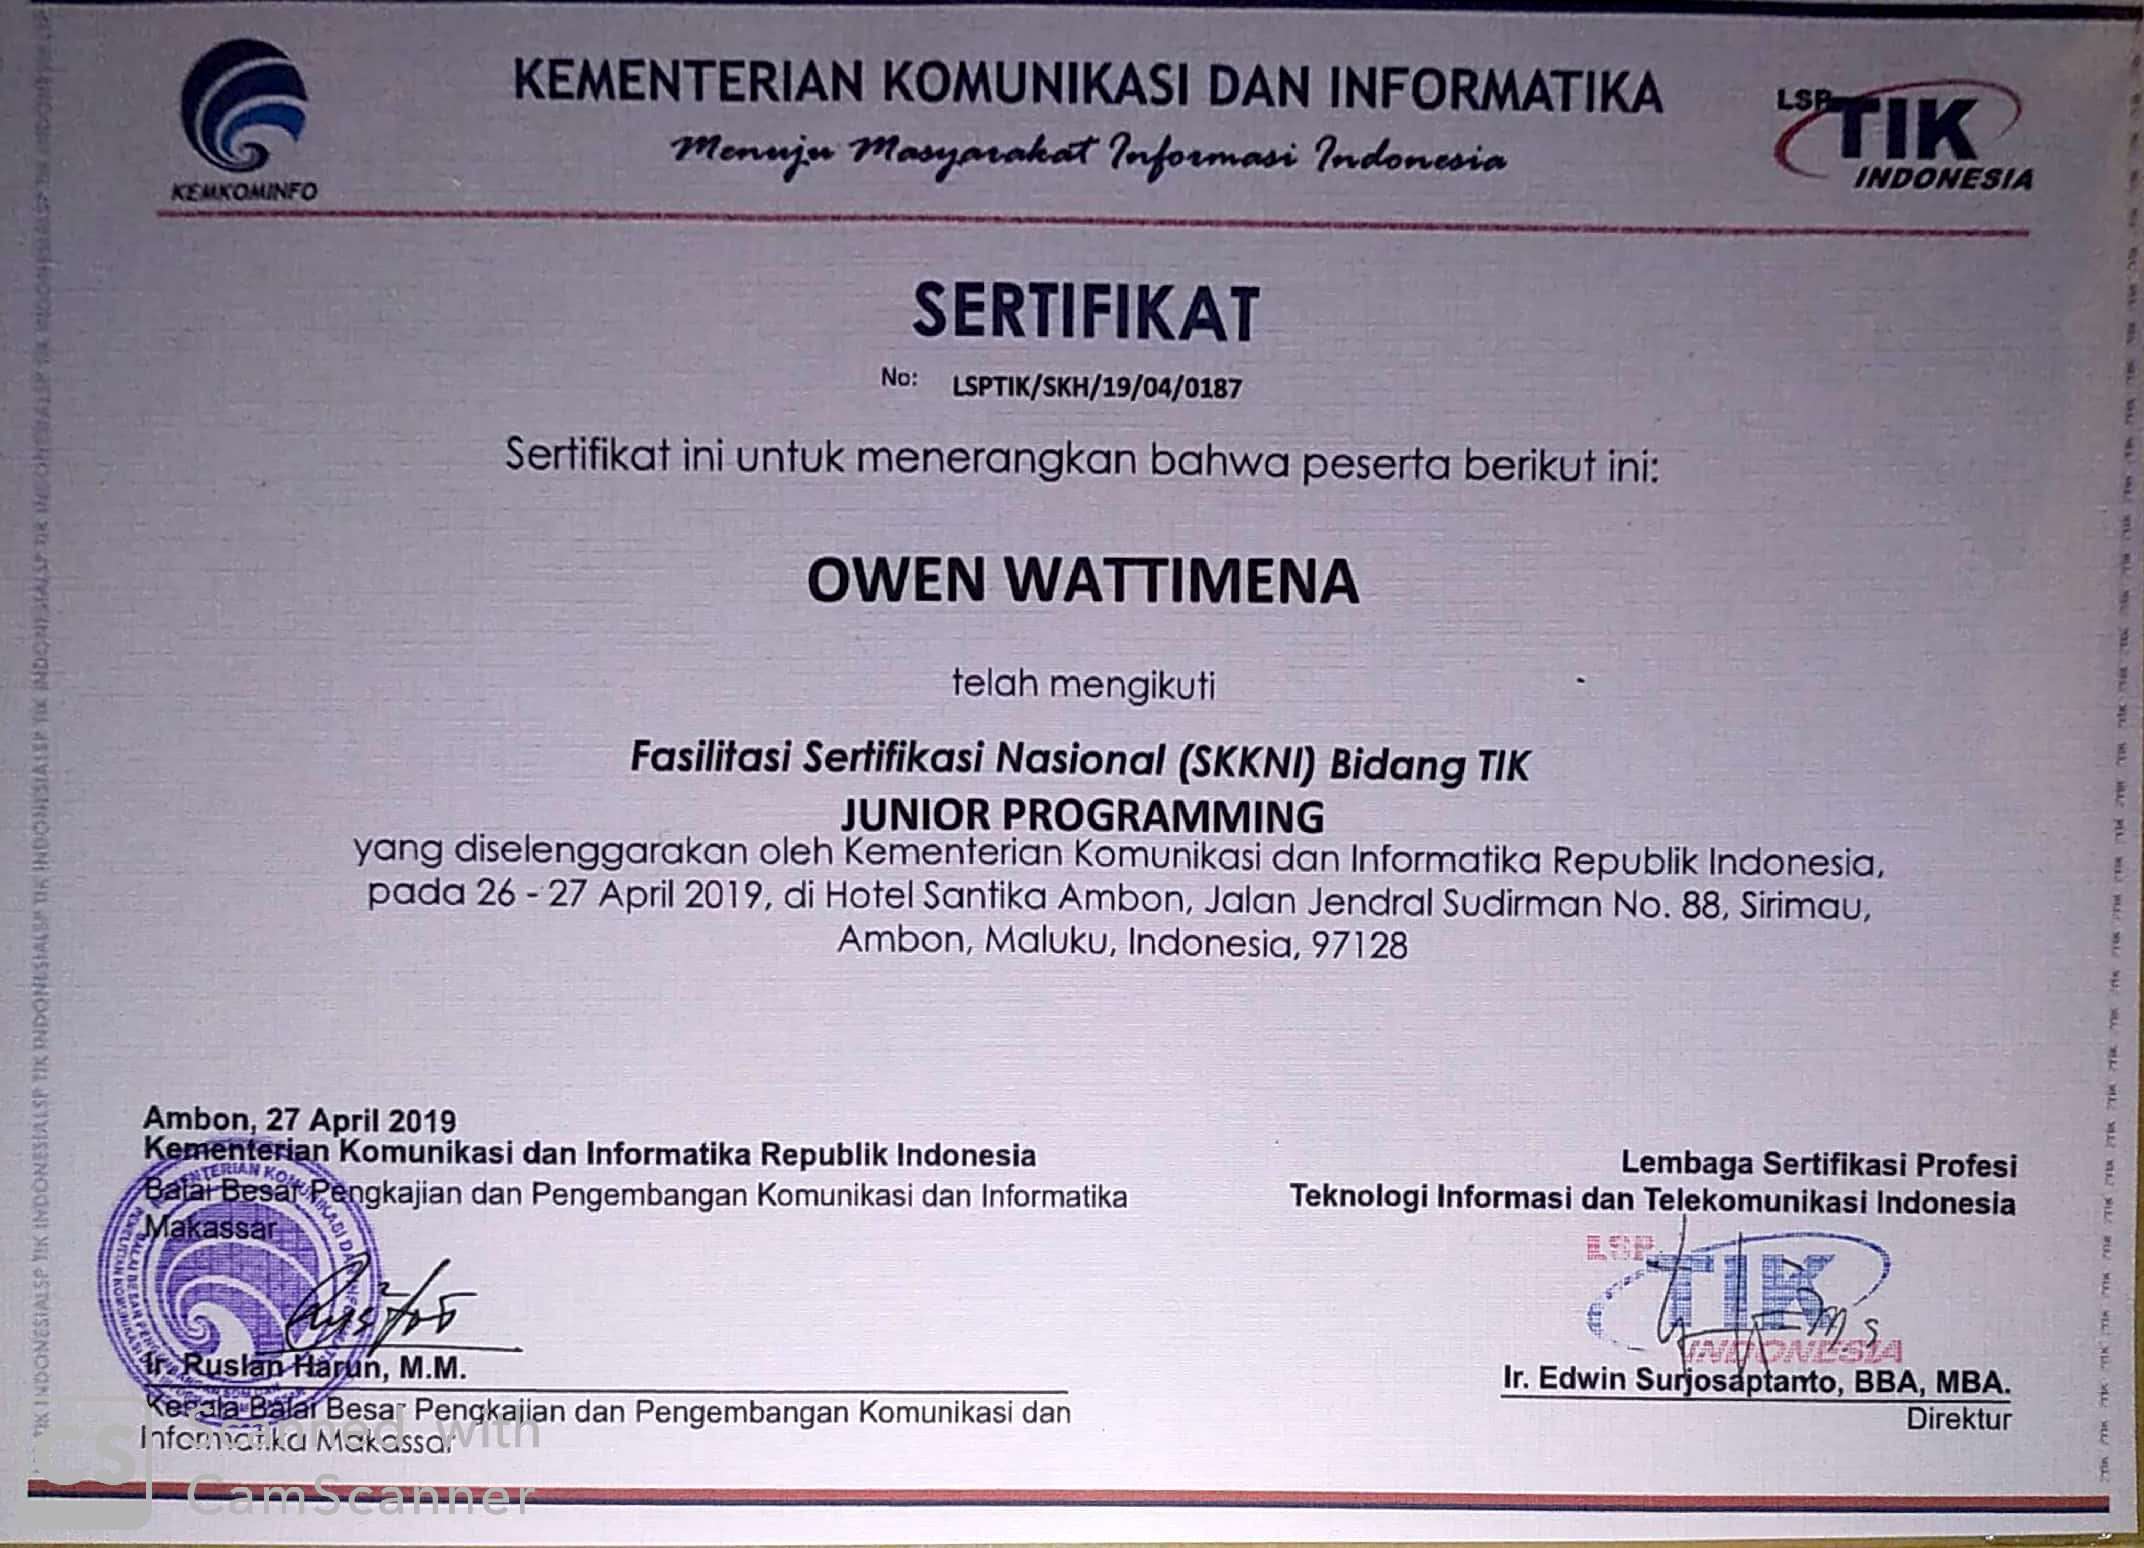 KEMENTERIAN KOMUNIKASI DAN INFORMATIKA
Menuju Masyarakat Informasi Indonesia
KEMKOMINFO
LSP TIK
INDONESIA
SERTIFIKAT
No: LSPTIK/SKH/19/04/0187
Sertifikat ini untuk menerangkan bahwa peserta berikut ini:
OWEN WATTIMENA
telah mengikuti
Fasilitasi Sertifikasi Nasional (SKKNI) Bidang TIK
JUNIOR PROGRAMMING
yang diselenggarakan oleh Kementerian Komunikasi dan Informatika Republik Indonesia,
pada 26 - 27 April 2019, di Hotel Santika Ambon, Jalan Jendral Sudirman No. 88, Sirimau,
Ambon, Maluku, Indonesia, 97128
Ambon, 27 April 2019
Kementerian Komunikasi dan Informatika Republik Indonesia
Balai Besar Pengkajian dan Pengembangan Komunikasi dan Informatika
Makassar
Ir. Ruslan Harun, M.M.
Kepala Balai Besar Pengkajian dan Pengembangan Komunikasi dan
Informatika Makassar
Lembaga Sertifikasi Profesi
Teknologi Informasi dan Telekomunikasi Indonesia
LSP TIK
INDONESIA
Ir. Edwin Surjosaptanto, BBA, MBA.
Direktur
CS Scanned with
CamScanner